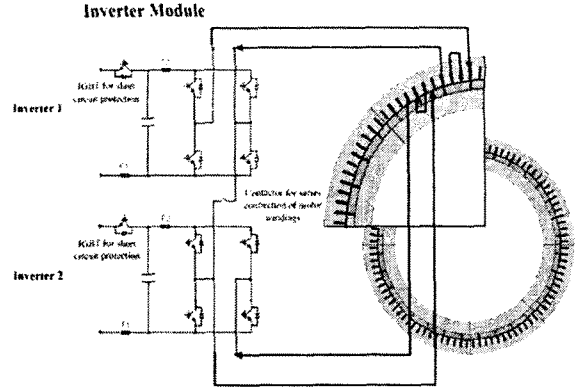 Inverter Module
IGBT for short
circuit protection
Inverter 1
Contactor for series
connection of motor
windings
IGBT for short
circuit protection
Inverter 2